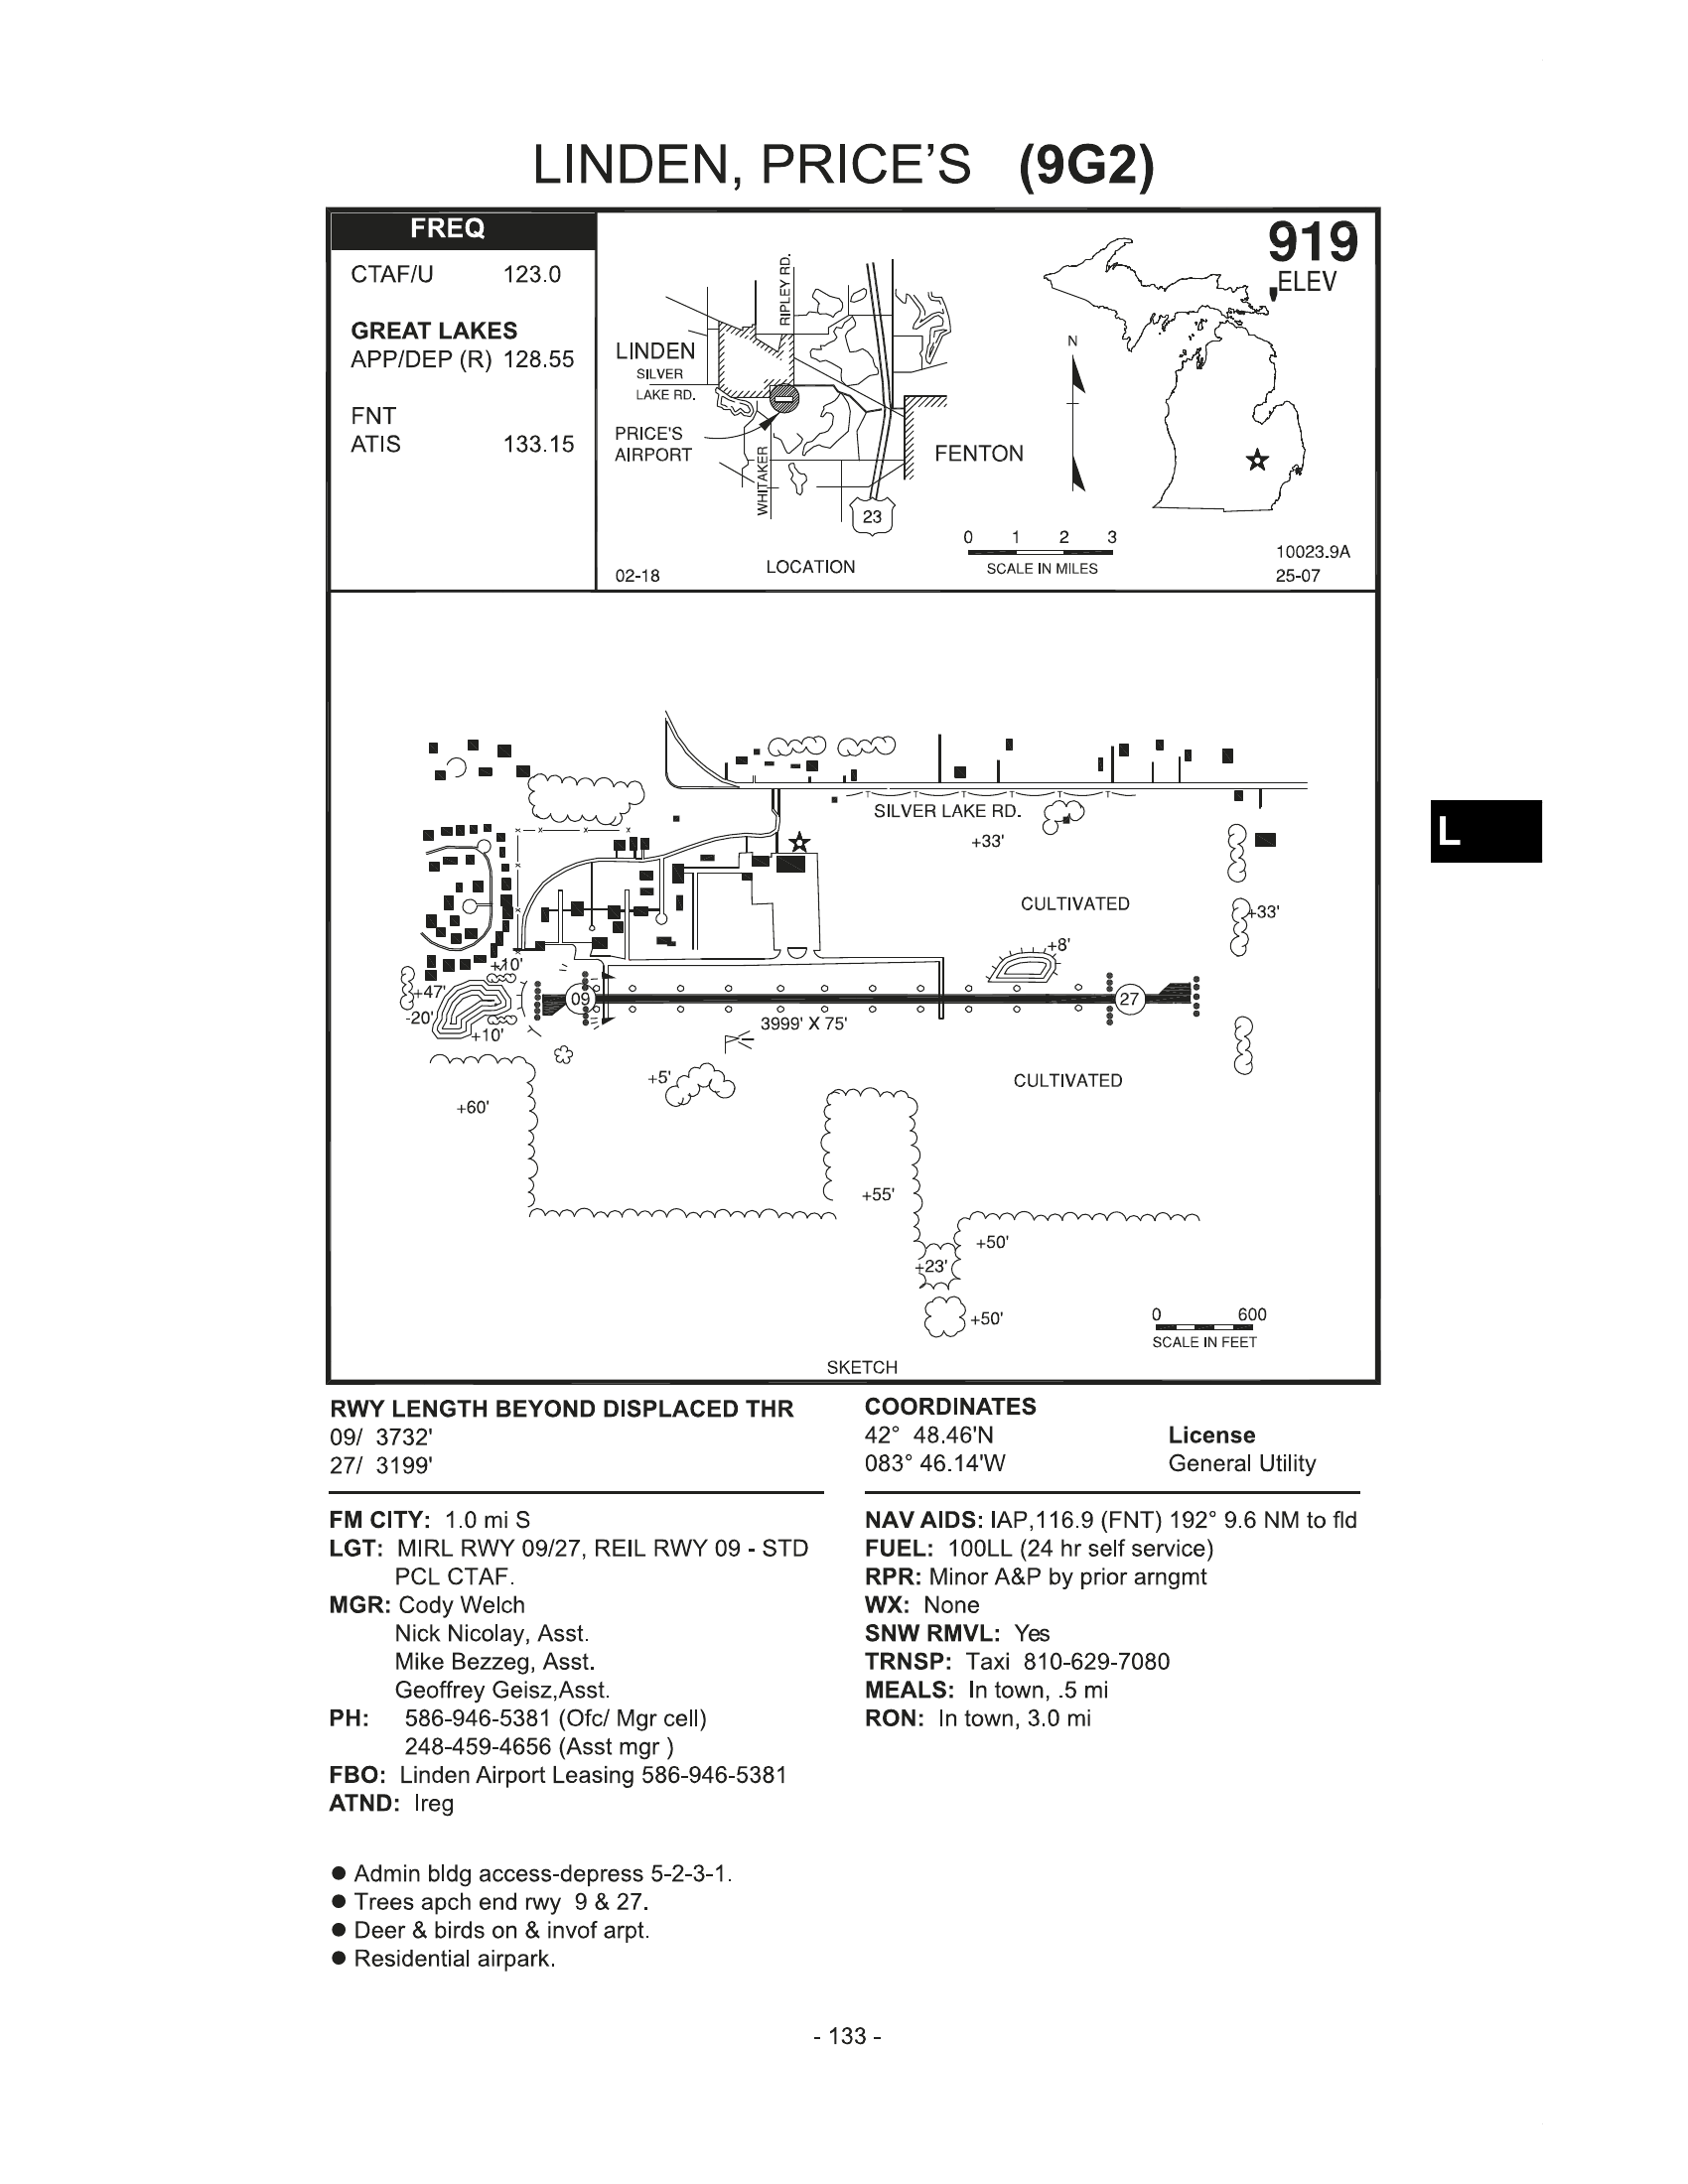 LINDEN, PRICE'S (9G2)
FREQ
CTAF/U 123.0
GREAT LAKES
APP/DEP (R) 128.55
FNT
ATIS 133.15
919
ELEV
RIPLEY RD.
LINDEN
SILVER
LAKE RD.
PRICE'S
AIRPORT
WHITAKER
FENTON
23
N
0 1 2 3
SCALE IN MILES
LOCATION
02-18
10023.9A
25-07
SILVER LAKE RD.
+33'
CULTIVATED
+33'
+8'
+10'
+47'
-20'
+10'
09
27
3999' X 75'
+5'
CULTIVATED
+60'
+55'
+50'
+23'
+50'
0 600
SCALE IN FEET
SKETCH
L
RWY LENGTH BEYOND DISPLACED THR
09/ 3732'
27/ 3199'
COORDINATES
42° 48.46'N
083° 46.14'W
License
General Utility
FM CITY: 1.0 mi S
LGT: MIRL RWY 09/27, REIL RWY 09 - STD
PCL CTAF.
MGR: Cody Welch
Nick Nicolay, Asst.
Mike Bezzeg, Asst.
Geoffrey Geisz,Asst.
PH: 586-946-5381 (Ofc/ Mgr cell)
248-459-4656 (Asst mgr )
FBO: Linden Airport Leasing 586-946-5381
ATND: Ireg
NAV AIDS: IAP,116.9 (FNT) 192° 9.6 NM to fld
FUEL: 100LL (24 hr self service)
RPR: Minor A&P by prior arngmt
WX: None
SNW RMVL: Yes
TRNSP: Taxi 810-629-7080
MEALS: In town, .5 mi
RON: In town, 3.0 mi
● Admin bldg access-depress 5-2-3-1.
● Trees apch end rwy 9 & 27.
● Deer & birds on & invof arpt.
● Residential airpark.
- 133 -